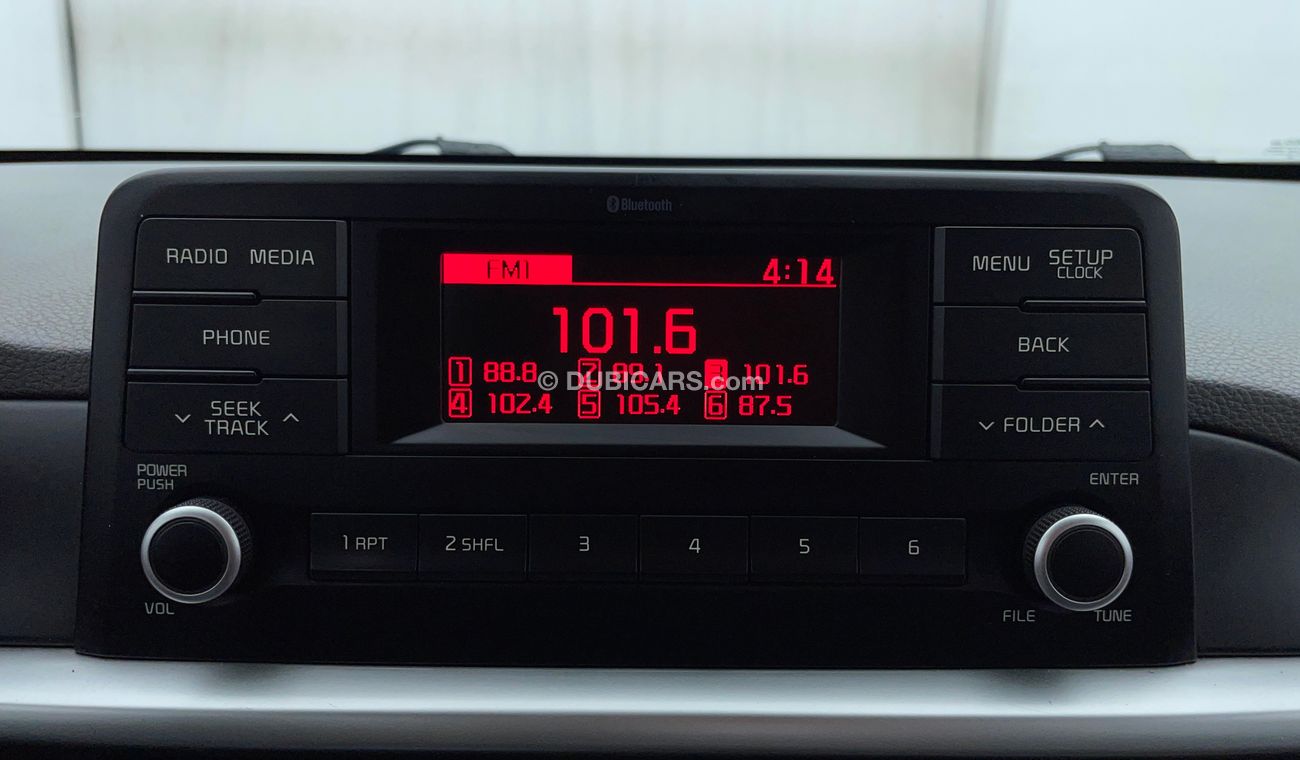 Bluetooth
RADIO MEDIA
PHONE
SEEK
TRACK
FM1 4:14
101.6
1 88.8 2 101.6
© DUBICARS.com
4 102.4 5 105.4 6 87.5
MENU SETUP
CLOCK
BACK
FOLDER
POWER
PUSH
VOL
1 RPT 2 SHFL 3 4 5 6
ENTER
FILE TUNE